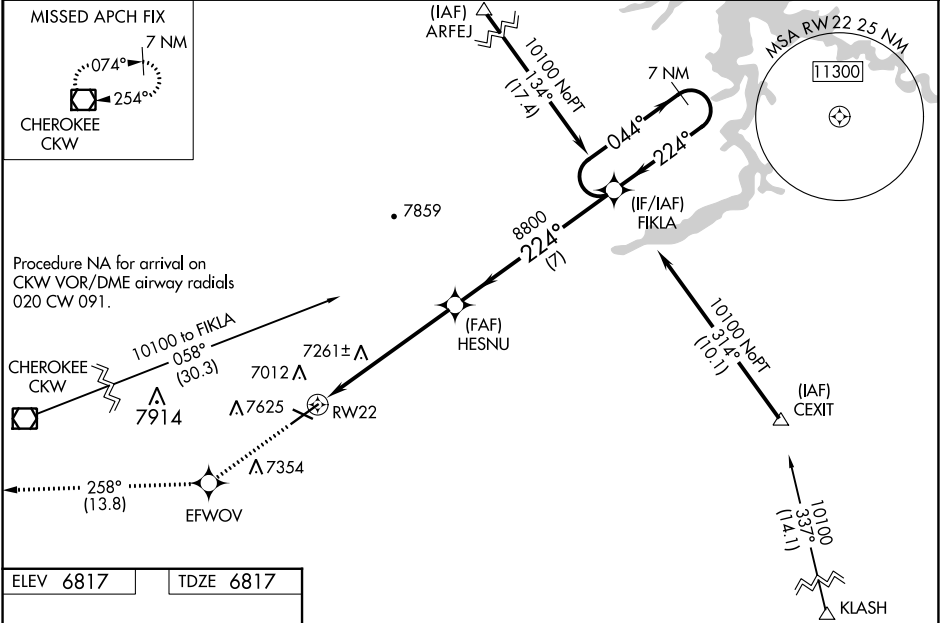 MISSED APCH FIX
7 NM
074°
254°
CHEROKEE
CKW
(IAF)
ARFEJ
10100 NoPT
134°
(17.4)
7 NM
044°
224°
MSA RW22 25 NM
11300
(IF/IAF)
FIKLA
7859
8800
224°
(7)
Procedure NA for arrival on
CKW VOR/DME airway radials
020 CW 091.
10100 to FIKLA
058°
(30.3)
(FAF)
HESNU
10100 NoPT
314°
(10.1)
CHEROKEE
CKW
7261±
7012
7914
7625
RW22
(IAF)
CEXIT
7354
258°
(13.8)
EFWOV
10100
337°
(14.1)
ELEV 6817
TDZE 6817
KLASH